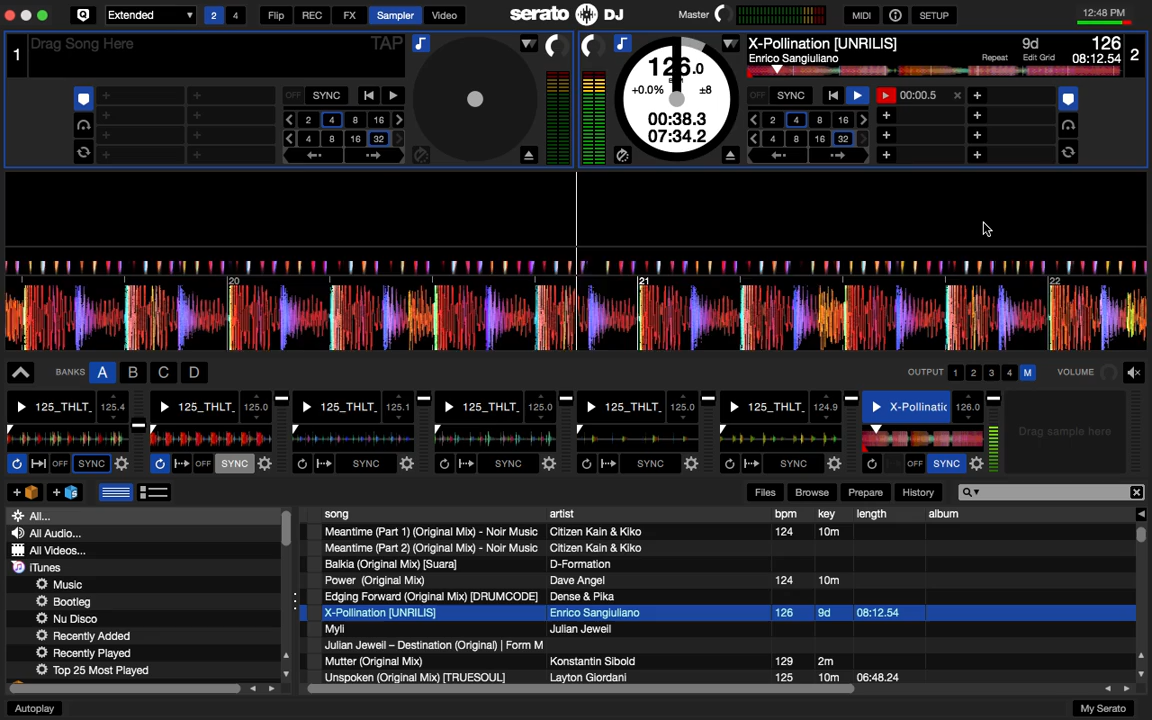 Extended 2 4 Flip REC FX Sampler Video serato DJ Master MIDI SETUP 12:48 PM
1 Drag Song Here TAP
OFF SYNC
2 4 8 16
4 8 16 32
126.0
BPM
+0.0% ±8
00:38.3
07:34.2
X-Pollination [UNRILIS] 9d 126 2
Enrico Sangiuliano Repeat Edit Grid 08:12.54
OFF SYNC 00:00.5
2 4 8 16
4 8 16 32
20 21 22
BANKS A B C D OUTPUT 1 2 3 4 M VOLUME
125_THLT_ 125.4 125_THLT_ 125.0 125_THLT_ 125.1 125_THLT_ 125.0 125_THLT_ 125.0 125_THLT_ 124.9 X-Pollinatic 126.0 Drag sample here
OFF SYNC OFF SYNC SYNC SYNC SYNC SYNC OFF SYNC
Files Browse Prepare History
song artist bpm key length album
All...
All Audio...
All Videos...
iTunes
Music
Bootleg
Nu Disco
Recently Added
Recently Played
Top 25 Most Played
Meantime (Part 1) (Original Mix) - Noir Music Citizen Kain & Kiko 124 10m
Meantime (Part 2) (Original Mix) - Noir Music Citizen Kain & Kiko
Balkia (Original Mix) [Suara] D-Formation
Power (Original Mix) Dave Angel 124 10m
Edging Forward (Original Mix) [DRUMCODE] Dense & Pika
X-Pollination [UNRILIS] Enrico Sangiuliano 126 9d 08:12.54
Myli Julian Jeweil
Julian Jeweil – Destination (Original) | Form M
Mutter (Original Mix) Konstantin Sibold 129 2m
Unspoken (Original Mix) [TRUESOUL] Layton Giordani 125 10m 06:48.24
Autoplay My Serato